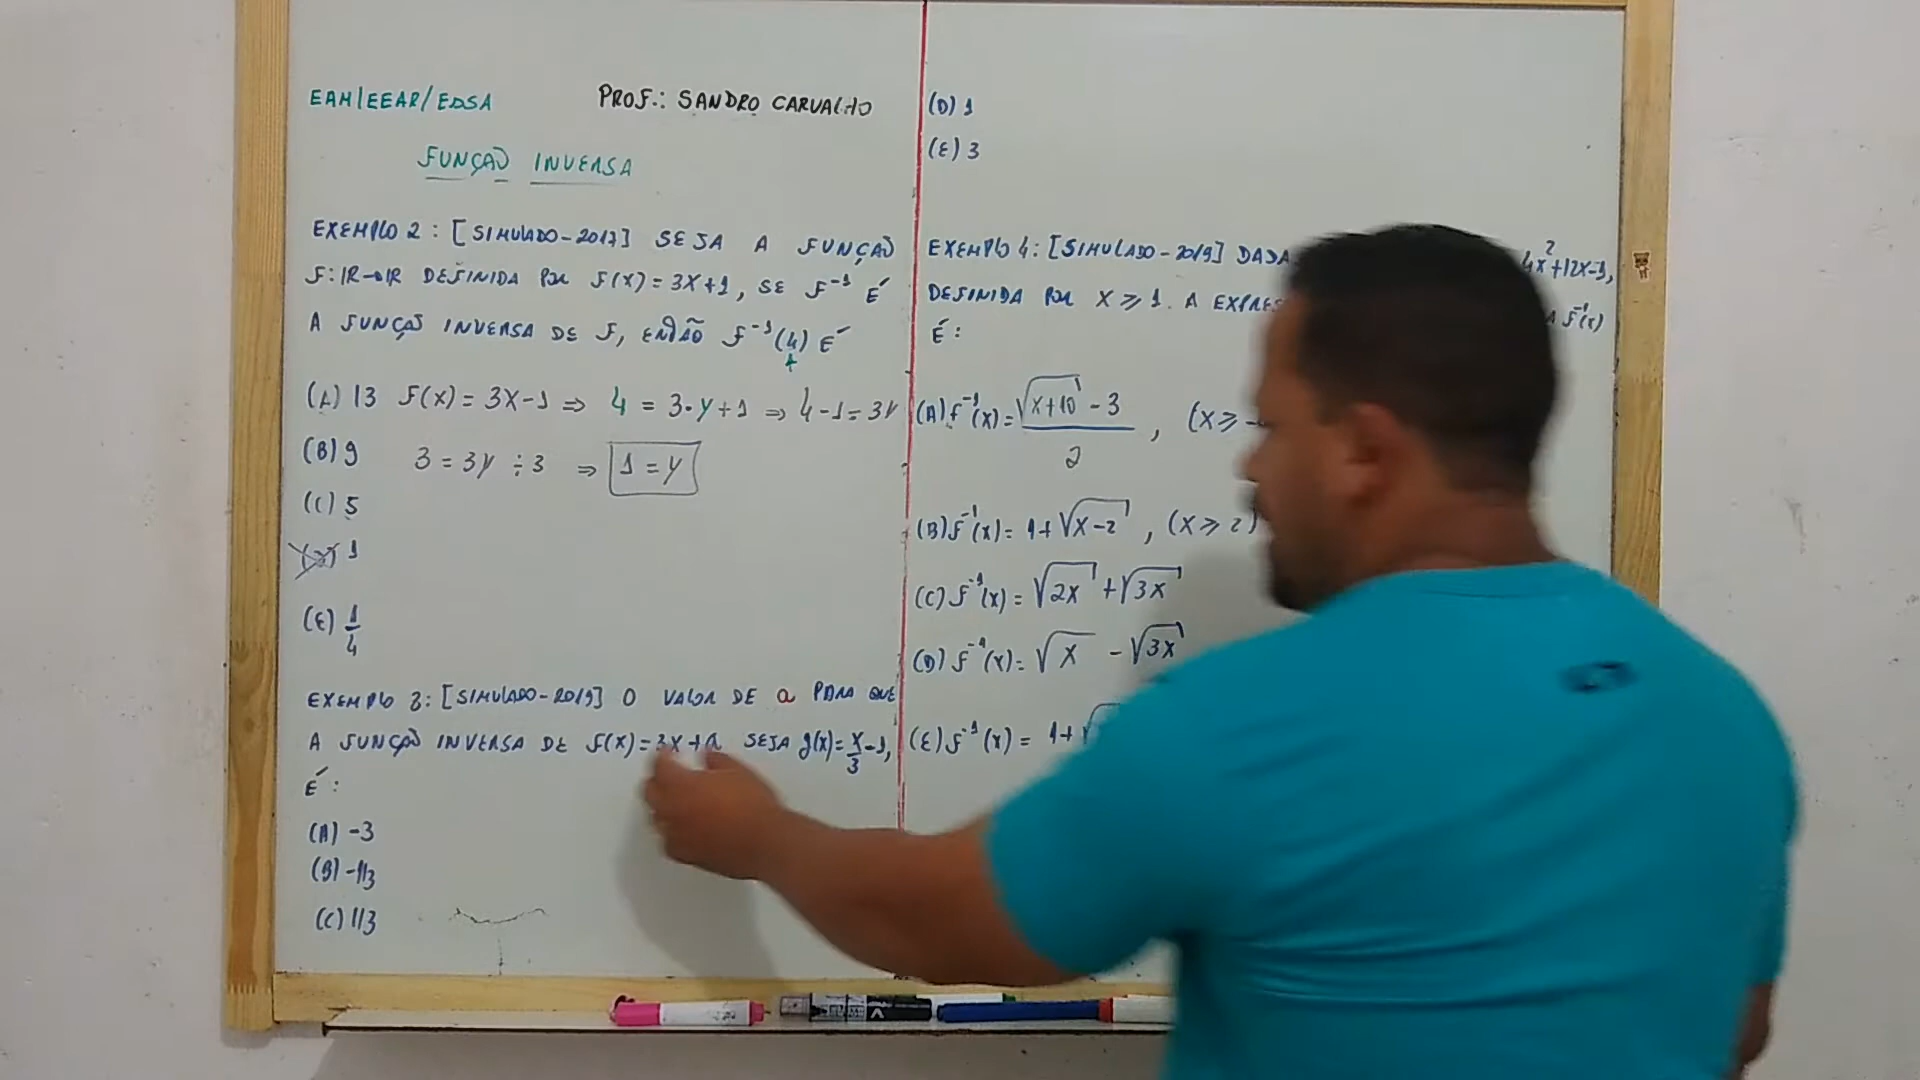 EAM/EEAR/EDSA
PROF.: SANDRO CARVALHO
FUNÇÃO INVERSA
EXEMPLO 2: [SIMULADO-2017] SEJA A FUNÇÃO
F: IR→IR DEFINIDA POR F(X) = 3X+1, SE F⁻¹ É
A FUNÇÃO INVERSA DE F, ENTÃO F⁻¹(4) É
(A) 13 F(X) = 3X-1 ⇒ 4 = 3·Y+1 ⇒ 4-1=3Y
(B) 9 3 = 3Y ÷3 ⇒ 1 = Y
(C) 5
(D) 1
(E) 1/4
EXEMPLO 3: [SIMULADO-2019] O VALOR DE a PARA QUE
A FUNÇÃO INVERSA DE F(X)=3X+a SEJA g(x)=X/3-1,
É:
(A) -3
(B) -1/3
(C) 1/3
(D) 1
(E) 3
EXEMPLO 4: [SIMULADO-2019] DADA 4X²+12X-1,
DEFINIDA POR X ≥ 1. A F⁻¹(X)
É:
(A) F⁻¹(X) = (√(X+10) - 3)/2 , (X ≥
(B) F⁻¹(X) = 1+√(X-2) , (X ≥ 2)
(C) F⁻¹(X) = √(2X) + √(3X)
(D) F⁻¹(X) = √X - √(3X)
(E) F⁻¹(X) = 1+√